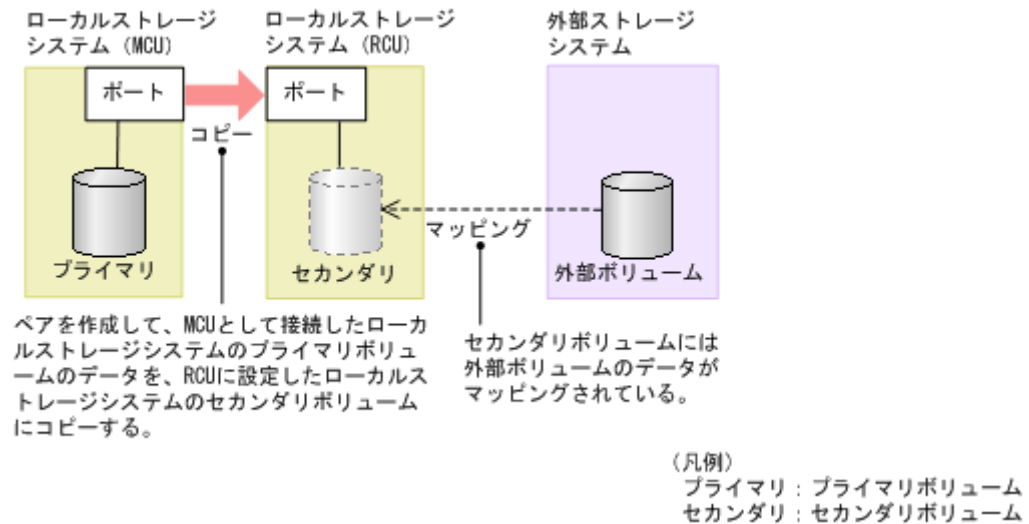 ローカルストレージ
システム (MCU)
ローカルストレージ
システム (RCU)
外部ストレージ
システム
ポート
ポート
コピー
マッピング
プライマリ
セカンダリ
外部ボリューム
ペアを作成して、MCUとして接続したローカ
ルストレージシステムのプライマリボリュ
ームのデータを、RCUに設定したローカルス
トレージシステムのセカンダリボリューム
にコピーする。
セカンダリボリュームには
外部ボリュームのデータが
マッピングされている。
(凡例)
プライマリ：プライマリボリューム
セカンダリ：セカンダリボリューム